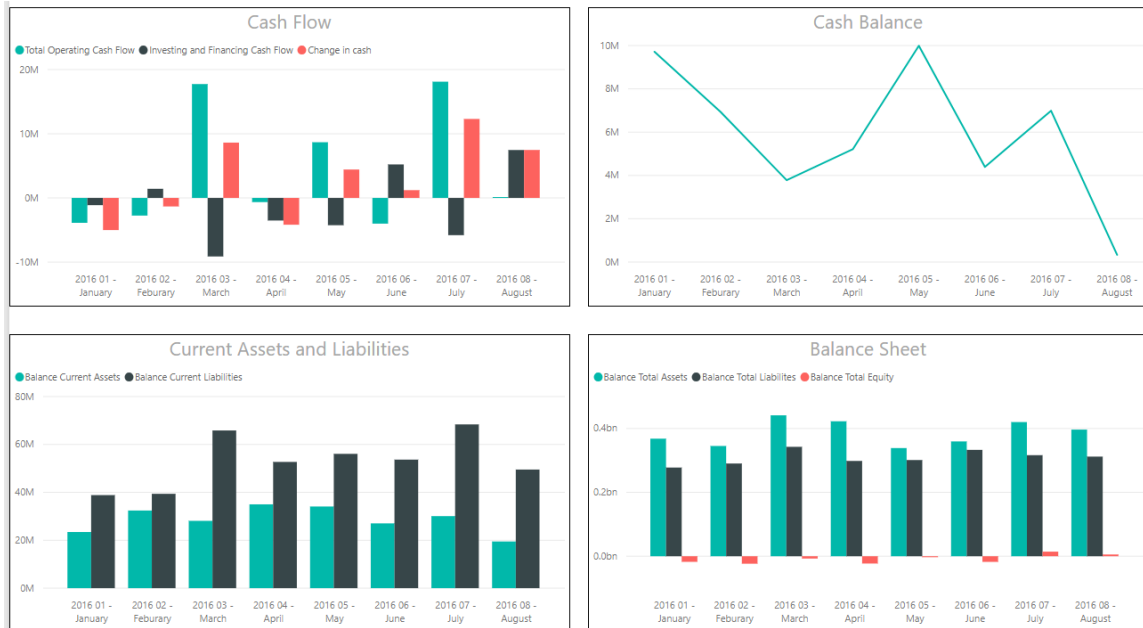 Cash Flow
Total Operating Cash Flow Investing and Financing Cash Flow Change in cash
20M
10M
0M
-10M
2016 01 - 2016 02 - 2016 03 - 2016 04 - 2016 05 - 2016 06 - 2016 07 - 2016 08 -
January Feburary March April May June July August
Cash Balance
10M
8M
6M
4M
2M
0M
2016 01 - 2016 02 - 2016 03 - 2016 04 - 2016 05 - 2016 06 - 2016 07 - 2016 08 -
January Feburary March April May June July August
Current Assets and Liabilities
Balance Current Assets Balance Current Liabilities
80M
60M
40M
20M
0M
2016 01 - 2016 02 - 2016 03 - 2016 04 - 2016 05 - 2016 06 - 2016 07 - 2016 08 -
January Feburary March April May June July August
Balance Sheet
Balance Total Assets Balance Total Liabilites Balance Total Equity
0.4bn
0.2bn
0.0bn
2016 01 - 2016 02 - 2016 03 - 2016 04 - 2016 05 - 2016 06 - 2016 07 - 2016 08 -
January Feburary March April May June July August